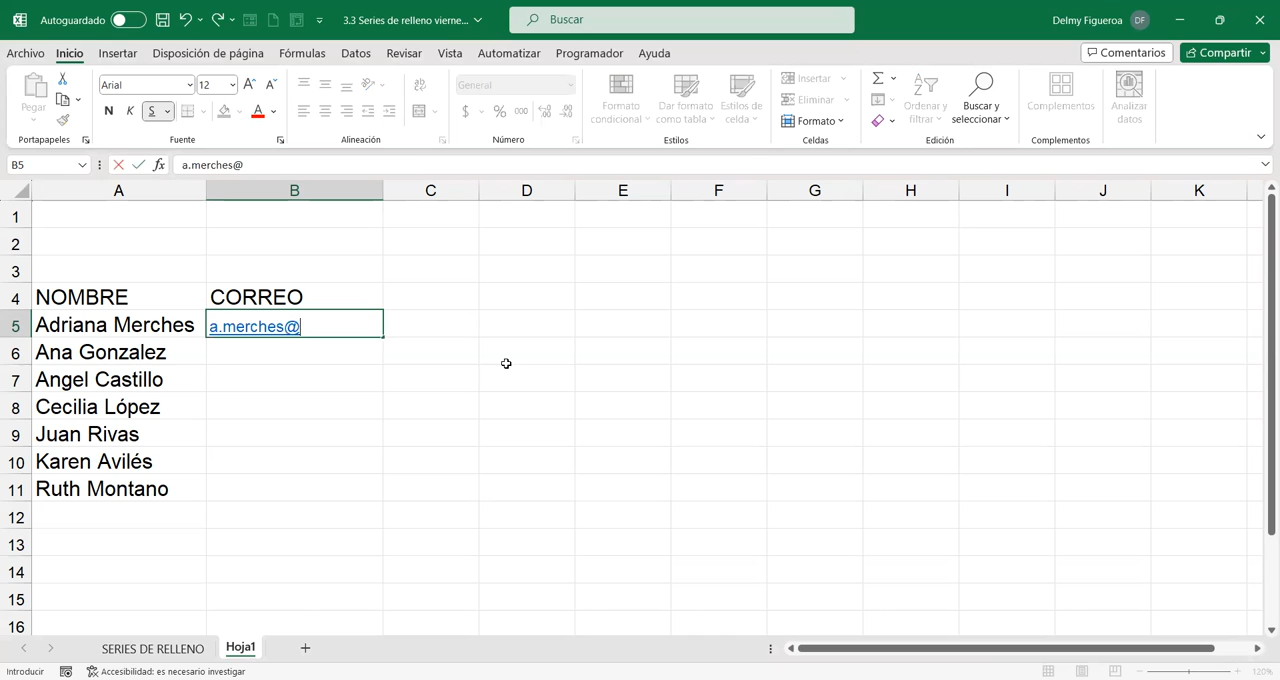 Autoguardado
3.3 Series de relleno vierne...
Buscar
Delmy Figueroa
DF
Archivo Inicio Insertar Disposición de página Fórmulas Datos Revisar Vista Automatizar Programador Ayuda
Comentarios
Compartir
Pegar
Portapapeles
Arial
12
N K S
A
Fuente
ab
Alineación
General
$ % 000
Número
Formato condicional
Dar formato como tabla
Estilos de celda
Estilos
Insertar
Eliminar
Formato
Celdas
Ordenar y filtrar
Buscar y seleccionar
Edición
Complementos
Complementos
Analizar datos
B5
fx
a.merches@
A B C D E F G H I J K
1
2
3
4 NOMBRE CORREO
5 Adriana Merches a.merches@
6 Ana Gonzalez
7 Angel Castillo
8 Cecilia López
9 Juan Rivas
10 Karen Avilés
11 Ruth Montano
12
13
14
15
16
SERIES DE RELLENO Hoja1
Introducir
Accesibilidad: es necesario investigar
120%